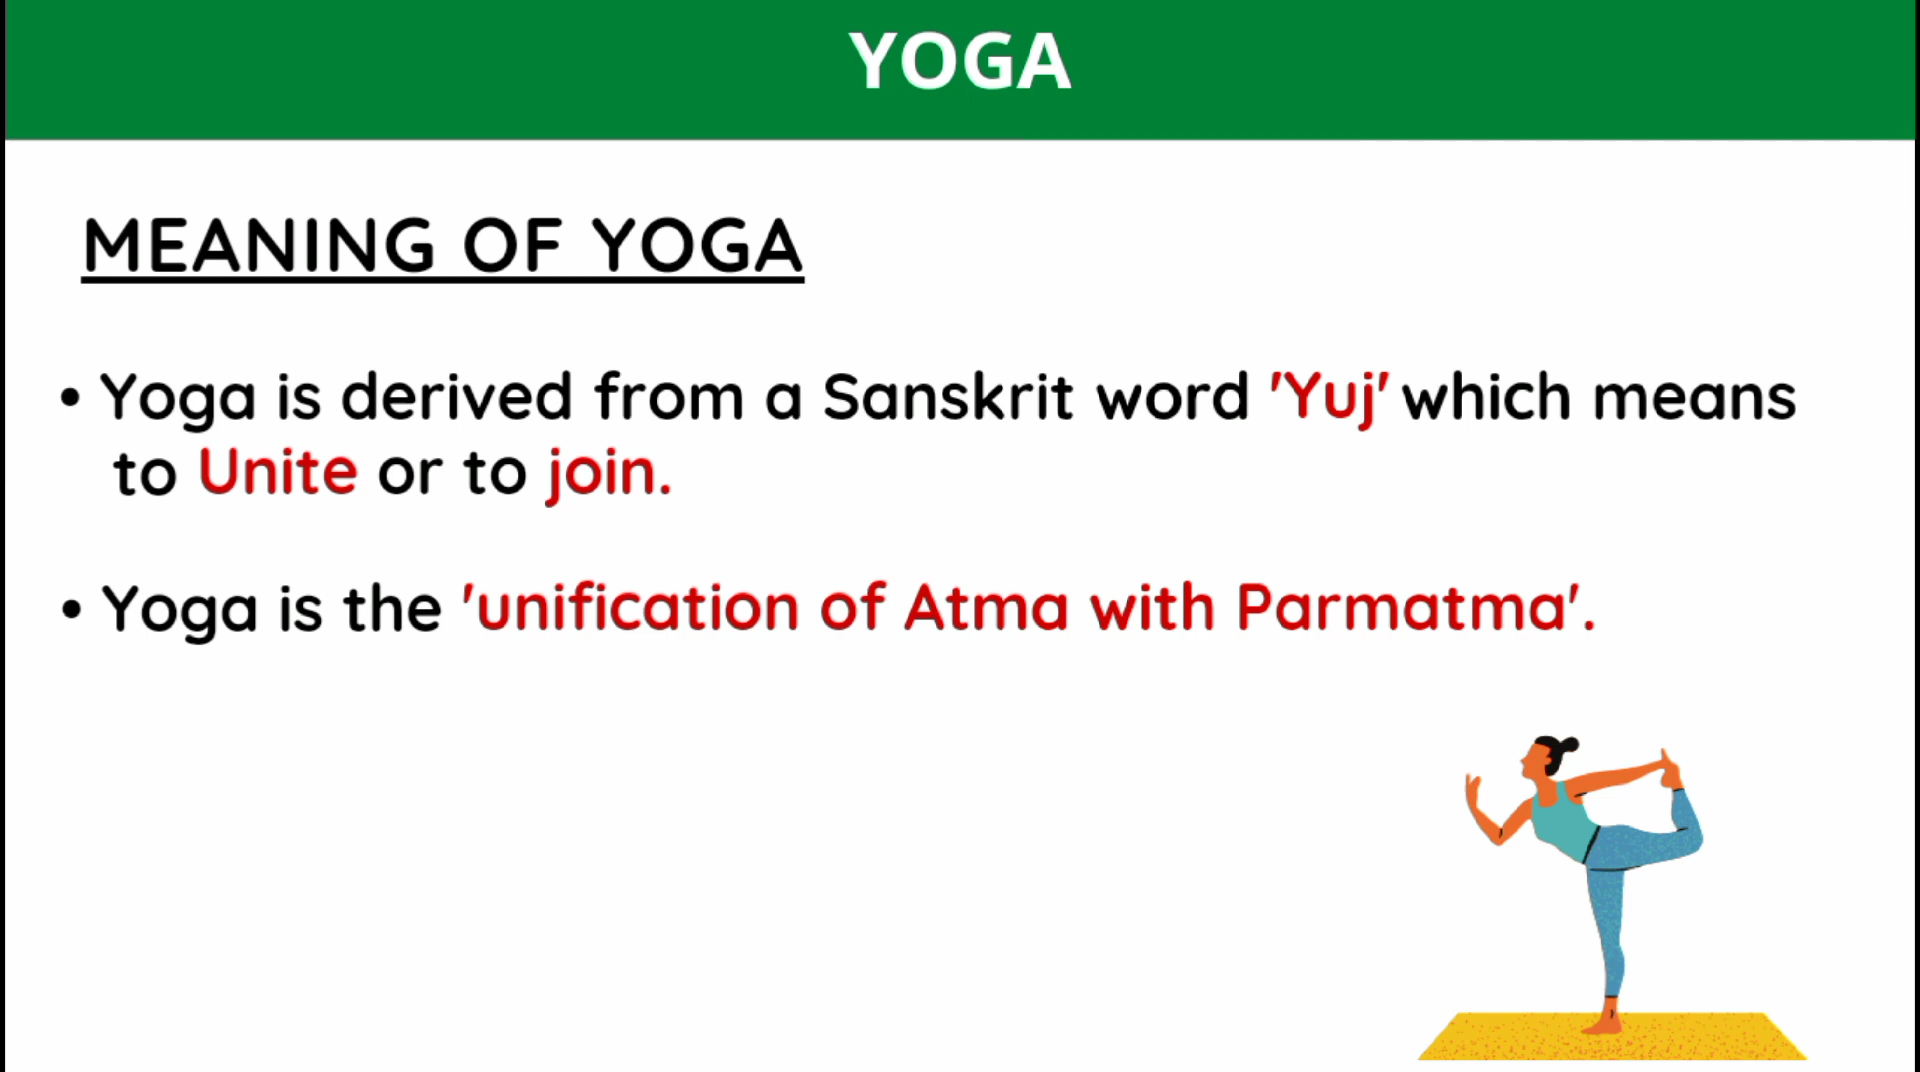 YOGA
MEANING OF YOGA
• Yoga is derived from a Sanskrit word 'Yuj' which means
to Unite or to join.
• Yoga is the 'unification of Atma with Parmatma'.